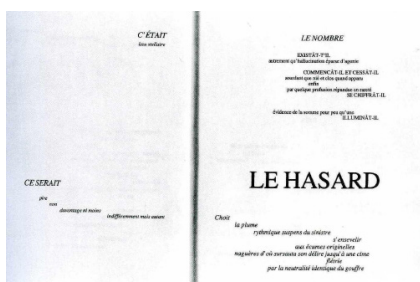 C'ÉTAIT
issu stellaire
CE SERAIT
pire
non
davantage ni moins
indifféremment mais autant
LE NOMBRE
EXISTÂT-T'IL
autrement qu'hallucination éparse d'agonie
COMMENÇÂT-IL ET CESSÂT-IL
sourdant que nié et clos quand apparu
enfin
par quelque profusion répandue en rareté
SE CHIFFRÂT-IL
évidence de la somme pour peu qu'une
ILLUMINÂT-IL
LE HASARD
Choit
la plume
rythmique suspens du sinistre
s'ensevelir
aux écumes originelles
naguères d'où sursauta son délire jusqu'à une cime
flétrie
par la neutralité identique du gouffre